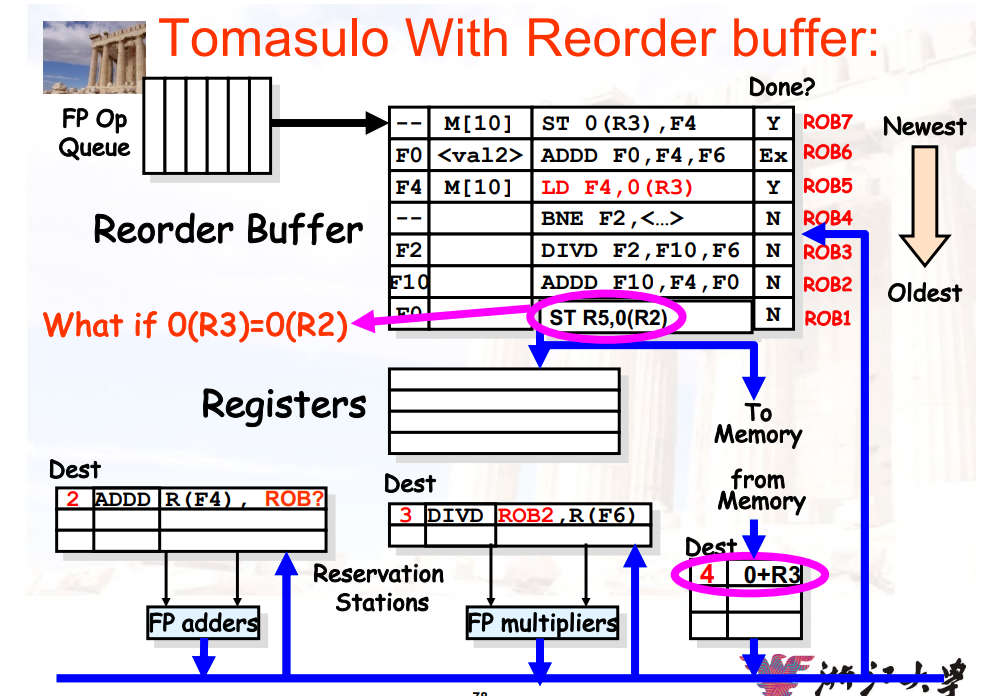 Tomasulo With Reorder buffer:
Done?
FP Op
Queue
-- M[10] ST 0(R3),F4 Y ROB7
F0 <val2> ADDD F0,F4,F6 Ex ROB6
F4 M[10] LD F4,0(R3) Y ROB5
-- BNE F2,<…> N ROB4
F2 DIVD F2,F10,F6 N ROB3
F10 ADDD F10,F4,F0 N ROB2
F0 ST R5,0(R2) N ROB1
Newest
Oldest
Reorder Buffer
What if 0(R3)=0(R2)
Registers
To
Memory
from
Memory
Dest
2 ADDD R(F4), ROB?
Dest
3 DIVD ROB2,R(F6)
Dest
4 0+R3
Reservation
Stations
FP adders
FP multipliers
浙江大学
78